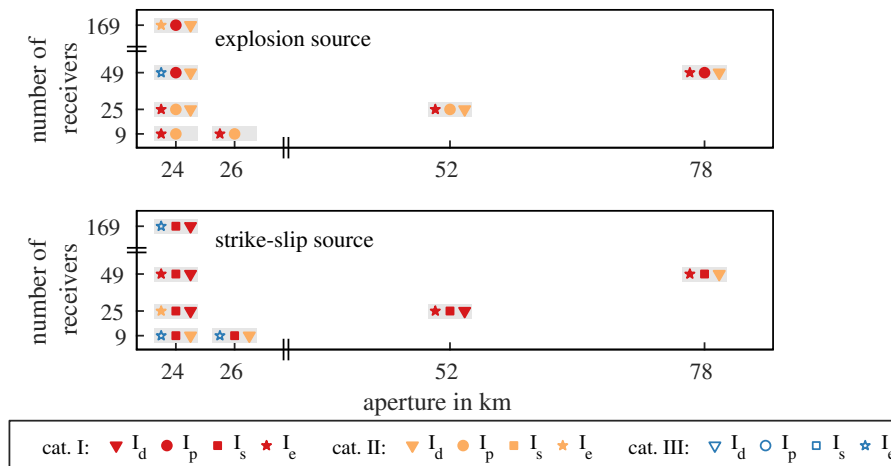 169
explosion source
49
25
9
number of
receivers
24 26 52 78
169
strike-slip source
49
25
9
number of
receivers
24 26 52 78
aperture in km
cat. I: I_d I_p I_s I_e cat. II: I_d I_p I_s I_e cat. III: I_d I_p I_s I_e